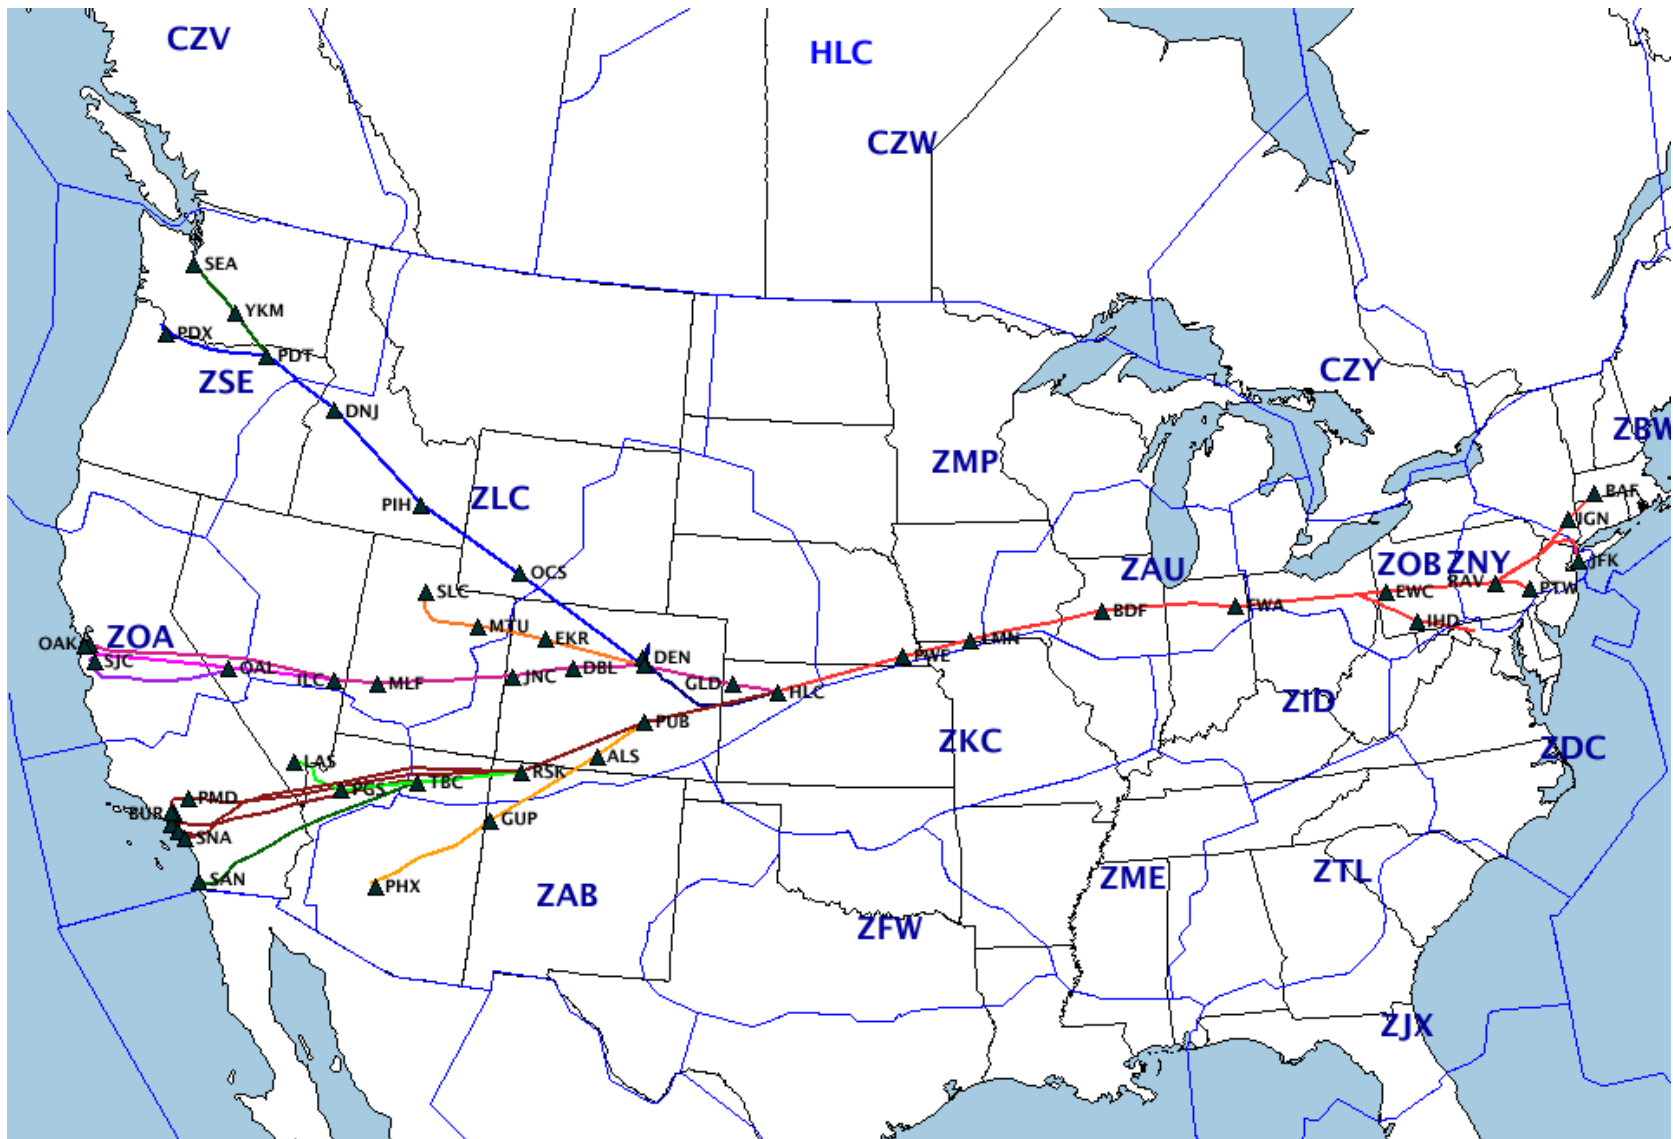 CZV
HLC
CZW
SEA
YKM
PDX
PDT
ZSE
CZY
DNJ
ZBW
ZMP
PIH
ZLC
BAF
IGN
OCS
ZAU
ZOB
ZNY
JFK
SLC
EWC
RAV
PTW
FWA
BDF
MTU
IHD
OAK
ZOA
EKR
LMN
SJC
OAL
DEN
PWE
ILC
MLF
JNC
DBL
GLD
HLC
ZID
PUB
ZKC
ZDC
LAS
ALS
RSK
TBC
PGS
PMD
BUR
GUP
SNA
SAN
PHX
ZAB
ZME
ZTL
ZFW
ZJX